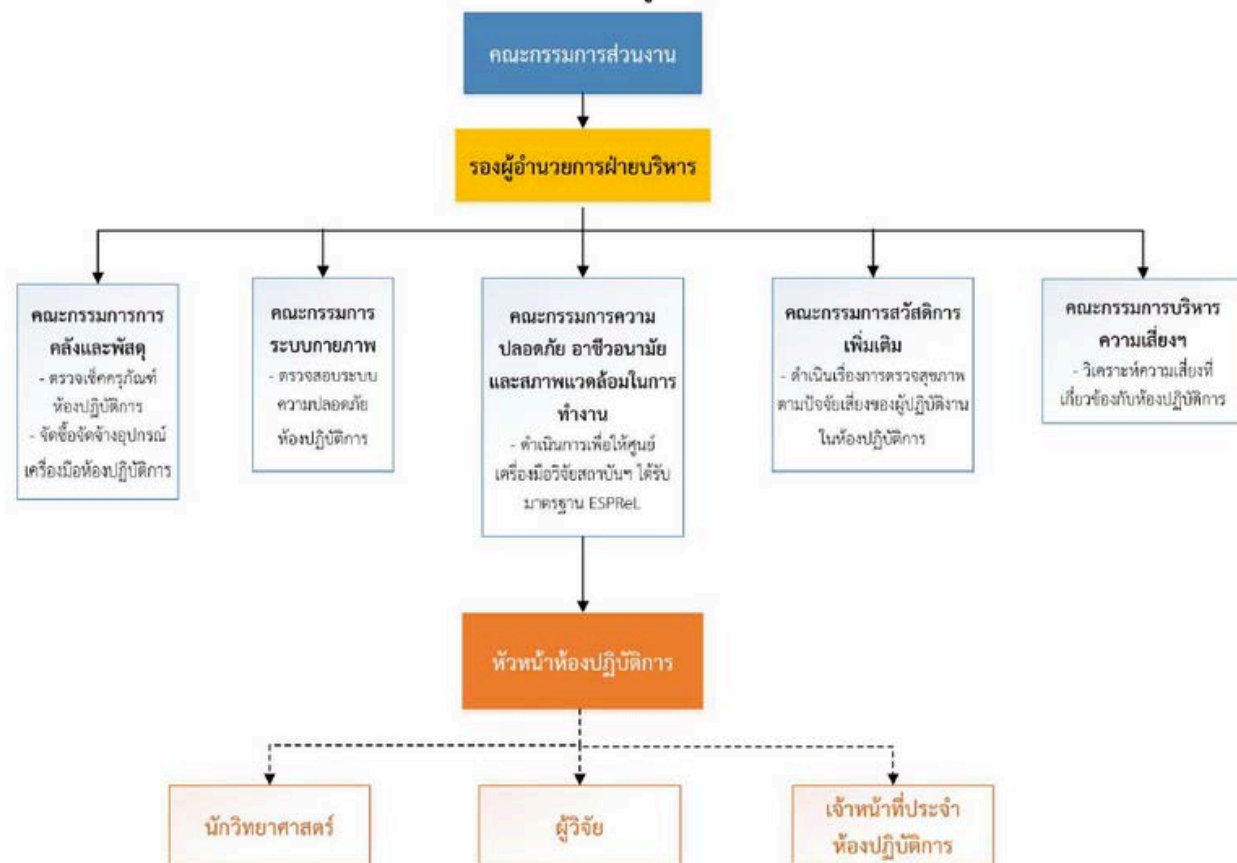 คณะกรรมการส่วนงาน
รองผู้อำนวยการฝ่ายบริหาร
คณะกรรมการการ
คลังและพัสดุ
- ตรวจเช็คครุภัณฑ์
ห้องปฏิบัติการ
- จัดซื้อจัดจ้างอุปกรณ์
เครื่องมือห้องปฏิบัติการ
คณะกรรมการ
ระบบกายภาพ
- ตรวจสอบระบบ
ความปลอดภัย
ห้องปฏิบัติการ
คณะกรรมการความ
ปลอดภัย อาชีวอนามัย
และสภาพแวดล้อมในการ
ทำงาน
- ดำเนินการเพื่อให้ศูนย์
เครื่องมือวิจัยสถาบันฯ ได้รับ
มาตรฐาน ESPReL
คณะกรรมการสวัสดิการ
เพิ่มเติม
- ดำเนินเรื่องการตรวจสุขภาพ
ตามปัจจัยเสี่ยงของผู้ปฏิบัติงาน
ในห้องปฏิบัติการ
คณะกรรมการบริหาร
ความเสี่ยงฯ
- วิเคราะห์ความเสี่ยงที่
เกี่ยวข้องกับห้องปฏิบัติการ
หัวหน้าห้องปฏิบัติการ
นักวิทยาศาสตร์
ผู้วิจัย
เจ้าหน้าที่ประจำ
ห้องปฏิบัติการ